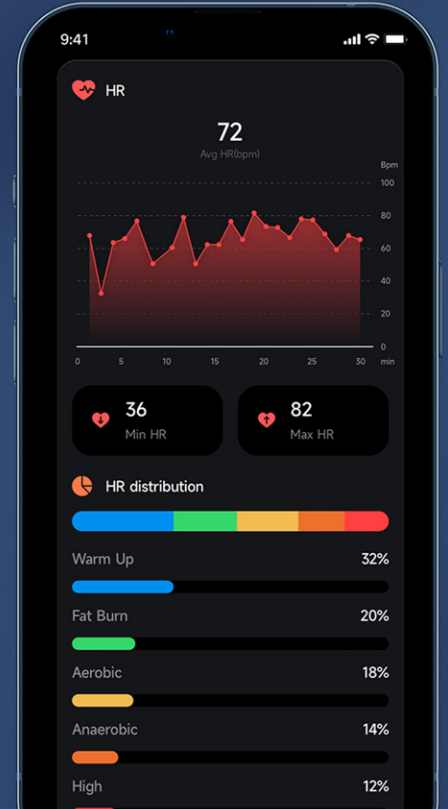 9:41
HR
72
Avg HR(bpm)
Bpm
100
80
60
40
20
0
0 5 10 15 20 25 30 min
36
Min HR
82
Max HR
HR distribution
Warm Up 32%
Fat Burn 20%
Aerobic 18%
Anaerobic 14%
High 12%